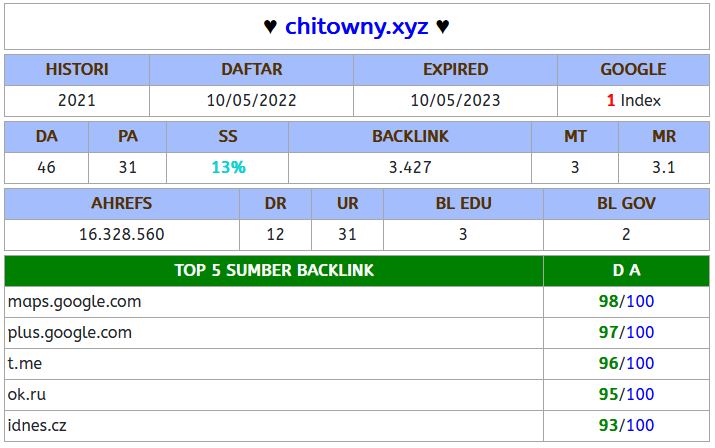 ♥ chitowny.xyz ♥
HISTORI DAFTAR EXPIRED GOOGLE
2021 10/05/2022 10/05/2023 1 Index
DA PA SS BACKLINK MT MR
46 31 13% 3.427 3 3.1
AHREFS DR UR BL EDU BL GOV
16.328.560 12 31 3 2
TOP 5 SUMBER BACKLINK D A
maps.google.com 98/100
plus.google.com 97/100
t.me 96/100
ok.ru 95/100
idnes.cz 93/100